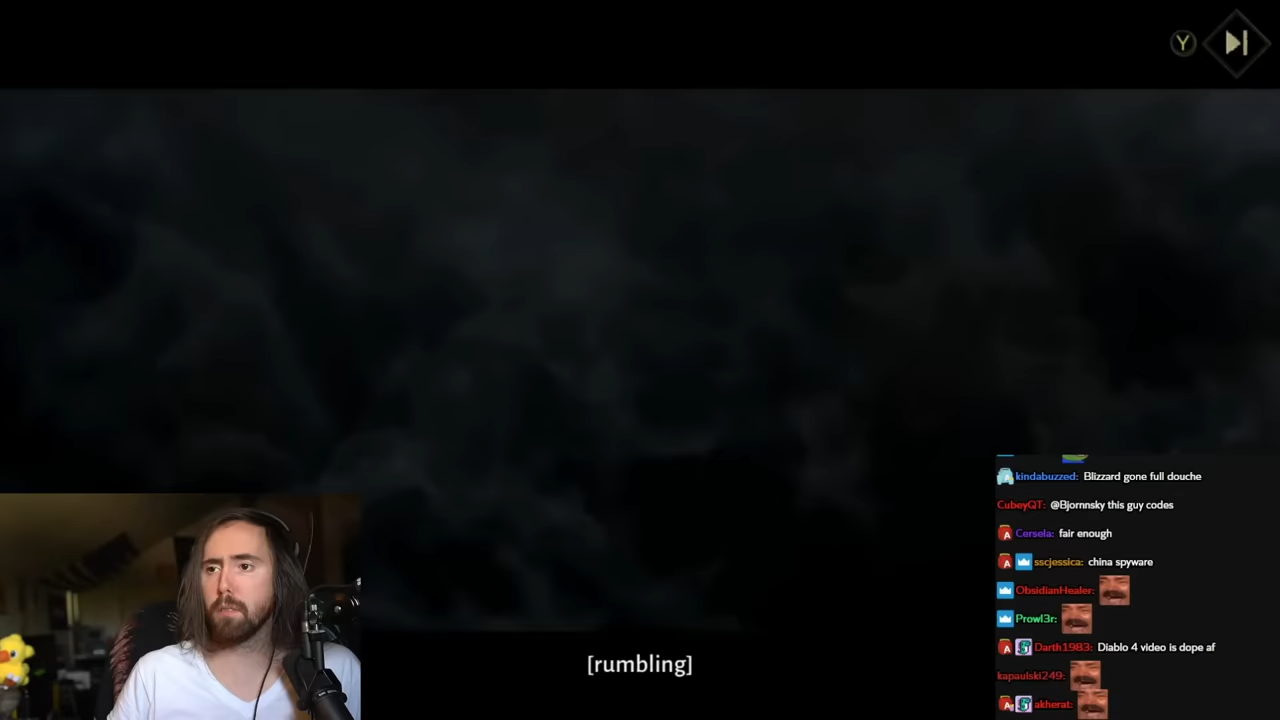 Y
kindabuzzed: Blizzard gone full douche
CubeyQT: @Bjornnsky this guy codes
Cersela: fair enough
sscjessica: china spyware
ObsidianHealer:
Prowl3r:
Darth1983: Diablo 4 video is dope af
kapaulski249:
akherat:
[rumbling]